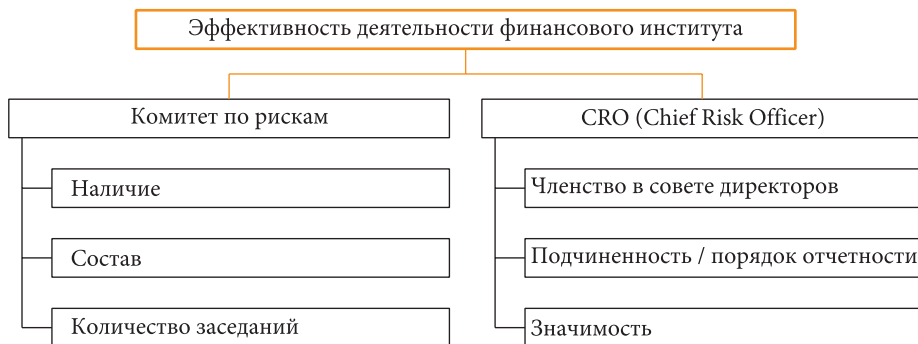 Эффективность деятельности финансового института
Комитет по рискам
Наличие
Состав
Количество заседаний
CRO (Chief Risk Officer)
Членство в совете директоров
Подчиненность / порядок отчетности
Значимость